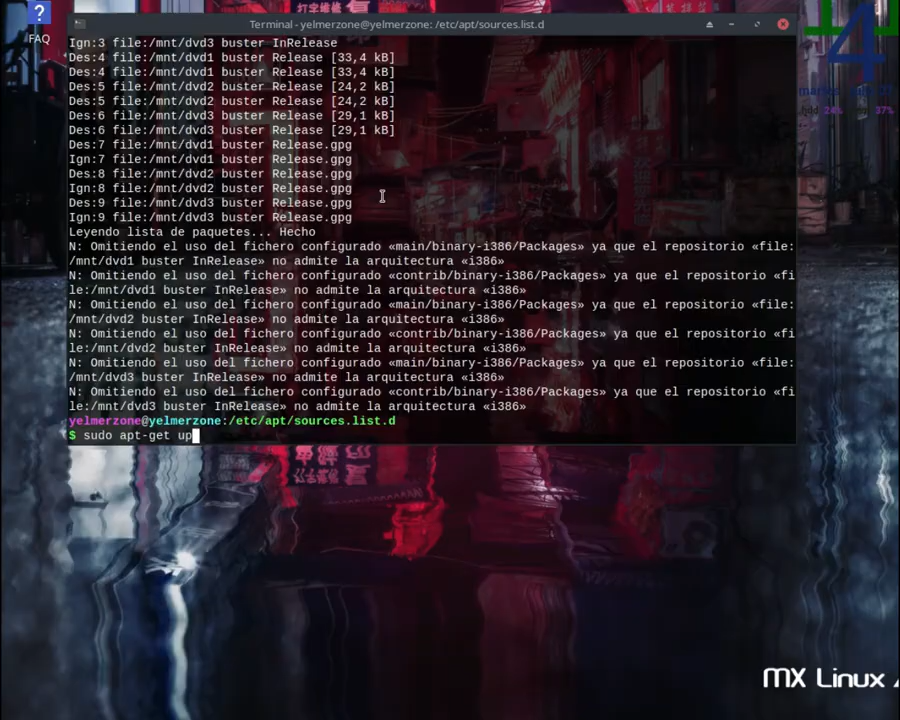 FAQ
Terminal - yelmerzone@yelmerzone: /etc/apt/sources.list.d
Ign:3 file:/mnt/dvd3 buster InRelease
Des:4 file:/mnt/dvd1 buster Release [33,4 kB]
Des:4 file:/mnt/dvd1 buster Release [33,4 kB]
Des:5 file:/mnt/dvd2 buster Release [24,2 kB]
Des:5 file:/mnt/dvd2 buster Release [24,2 kB]
Des:6 file:/mnt/dvd3 buster Release [29,1 kB]
Des:6 file:/mnt/dvd3 buster Release [29,1 kB]
Des:7 file:/mnt/dvd1 buster Release.gpg
Ign:7 file:/mnt/dvd1 buster Release.gpg
Des:8 file:/mnt/dvd2 buster Release.gpg
Ign:8 file:/mnt/dvd2 buster Release.gpg
Des:9 file:/mnt/dvd3 buster Release.gpg
Ign:9 file:/mnt/dvd3 buster Release.gpg
Leyendo lista de paquetes... Hecho
N: Omitiendo el uso del fichero configurado «main/binary-i386/Packages» ya que el repositorio «file:
/mnt/dvd1 buster InRelease» no admite la arquitectura «i386»
N: Omitiendo el uso del fichero configurado «contrib/binary-i386/Packages» ya que el repositorio «fi
le:/mnt/dvd1 buster InRelease» no admite la arquitectura «i386»
N: Omitiendo el uso del fichero configurado «main/binary-i386/Packages» ya que el repositorio «file:
/mnt/dvd2 buster InRelease» no admite la arquitectura «i386»
N: Omitiendo el uso del fichero configurado «contrib/binary-i386/Packages» ya que el repositorio «fi
le:/mnt/dvd2 buster InRelease» no admite la arquitectura «i386»
N: Omitiendo el uso del fichero configurado «main/binary-i386/Packages» ya que el repositorio «file:
/mnt/dvd3 buster InRelease» no admite la arquitectura «i386»
N: Omitiendo el uso del fichero configurado «contrib/binary-i386/Packages» ya que el repositorio «fi
le:/mnt/dvd3 buster InRelease» no admite la arquitectura «i386»
yelmerzone@yelmerzone:/etc/apt/sources.list.d
$ sudo apt-get up
4
24% 37%
MX Linux